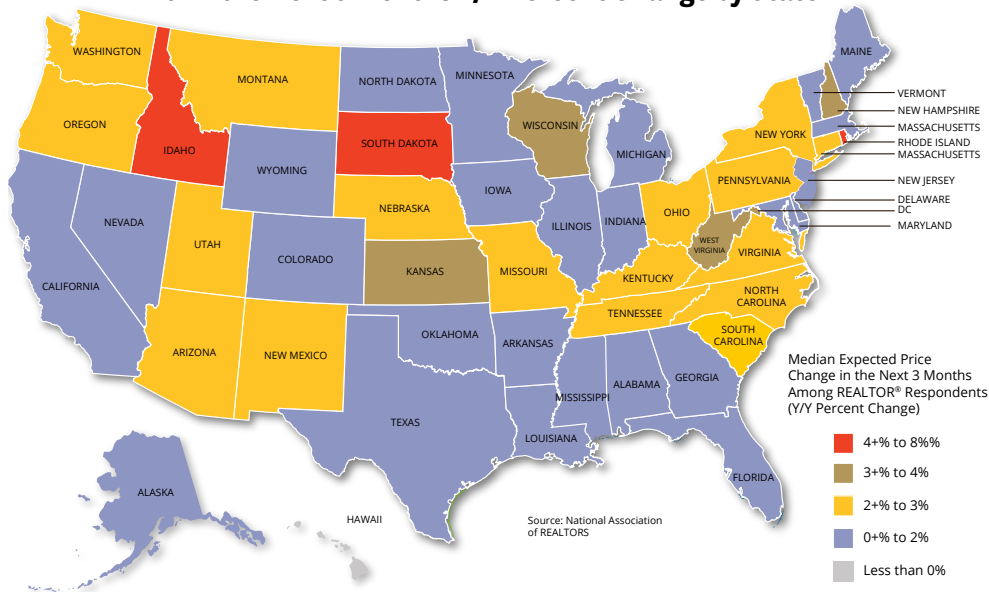 WASHINGTON
MAINE
MONTANA
NORTH DAKOTA
MINNESOTA
VERMONT
NEW HAMPSHIRE
OREGON
WISCONSIN
MASSACHUSETTS
NEW YORK
RHODE ISLAND
IDAHO
SOUTH DAKOTA
MICHIGAN
MASSACHUSETTS
WYOMING
PENNSYLVANIA
NEW JERSEY
IOWA
DELAWARE
NEBRASKA
OHIO
DC
NEVADA
ILLINOIS
INDIANA
MARYLAND
UTAH
WEST
VIRGINIA
VIRGINIA
COLORADO
KANSAS
MISSOURI
KENTUCKY
CALIFORNIA
NORTH
CAROLINA
TENNESSEE
OKLAHOMA
SOUTH
CAROLINA
ARIZONA
NEW MEXICO
ARKANSAS
GEORGIA
ALABAMA
MISSISSIPPI
TEXAS
LOUISIANA
FLORIDA
ALASKA
HAWAII
Median Expected Price
Change in the Next 3 Months
Among REALTOR® Respondents
(Y/Y Percent Change)
4+% to 8%%
3+% to 4%
2+% to 3%
0+% to 2%
Less than 0%
Source: National Association
of REALTORS